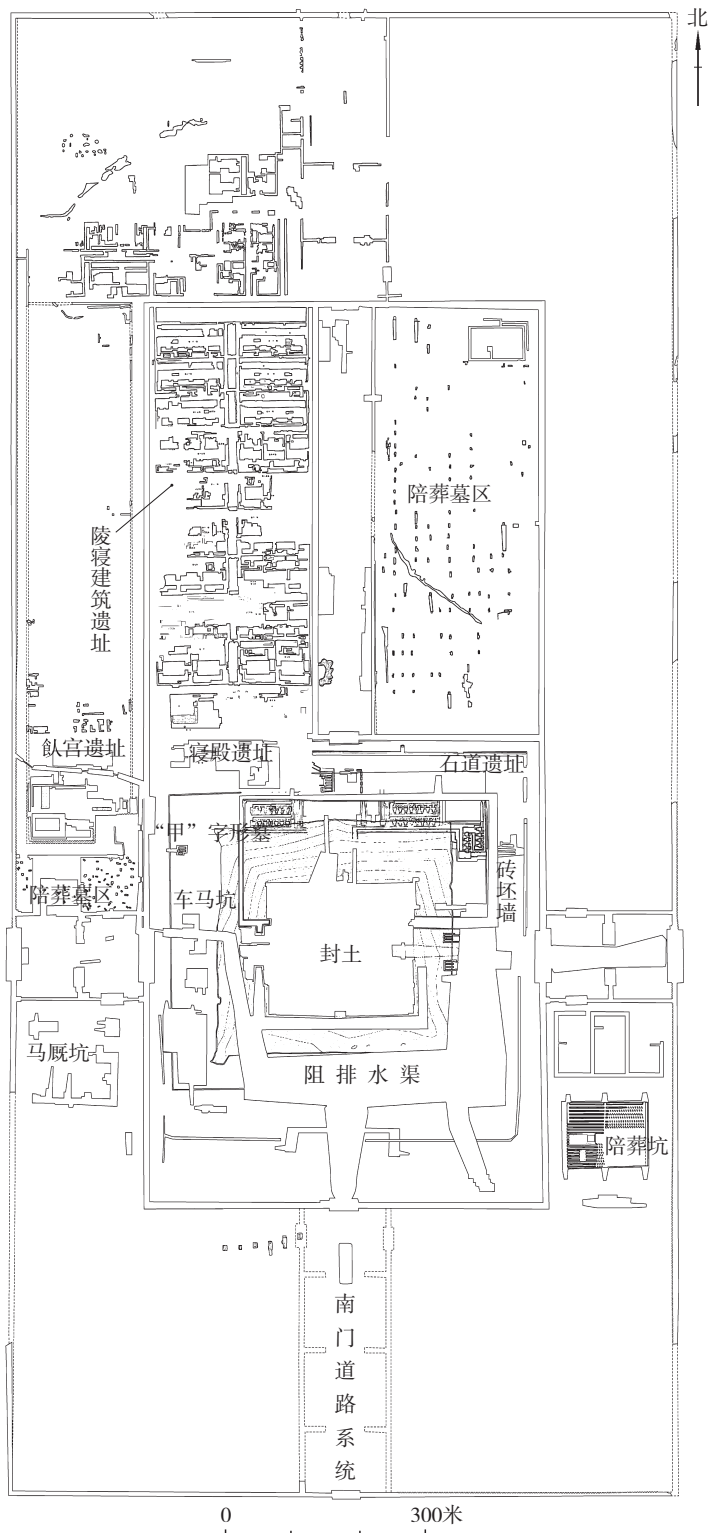 北
陪葬墓区
陵寝建筑遗址
飤宫遗址
寝殿遗址
石道遗址
“甲”字形墓
陪葬墓区
车马坑
砖坯墙
封土
马厩坑
阻排水渠
陪葬坑
南门道路系统
0 300米